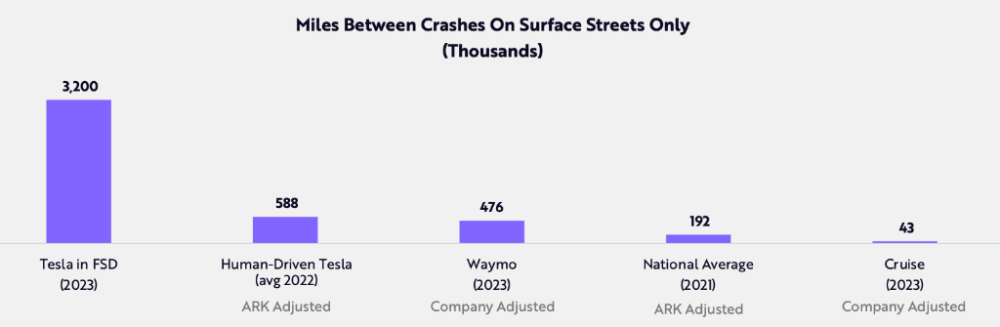 Miles Between Crashes On Surface Streets Only
(Thousands)
3,200
588
476
192
43
Tesla in FSD
(2023)
Human-Driven Tesla
(avg 2022)
ARK Adjusted
Waymo
(2023)
Company Adjusted
National Average
(2021)
ARK Adjusted
Cruise
(2023)
Company Adjusted